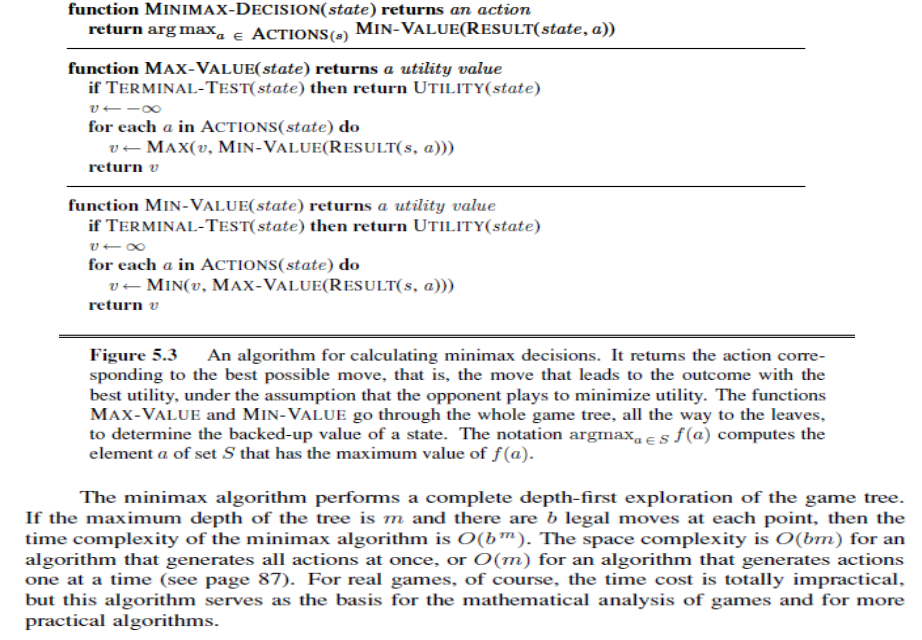 function MINIMAX-DECISION(state) returns an action
return arg max a ∈ ACTIONS(s) MIN-VALUE(RESULT(state, a))
function MAX-VALUE(state) returns a utility value
if TERMINAL-TEST(state) then return UTILITY(state)
v ← −∞
for each a in ACTIONS(state) do
v ← MAX(v, MIN-VALUE(RESULT(s, a)))
return v
function MIN-VALUE(state) returns a utility value
if TERMINAL-TEST(state) then return UTILITY(state)
v ← ∞
for each a in ACTIONS(state) do
v ← MIN(v, MAX-VALUE(RESULT(s, a)))
return v
Figure 5.3 An algorithm for calculating minimax decisions. It returns the action corre-
sponding to the best possible move, that is, the move that leads to the outcome with the
best utility, under the assumption that the opponent plays to minimize utility. The functions
MAX-VALUE and MIN-VALUE go through the whole game tree, all the way to the leaves,
to determine the backed-up value of a state. The notation argmax a ∈ S f(a) computes the
element a of set S that has the maximum value of f(a).
The minimax algorithm performs a complete depth-first exploration of the game tree.
If the maximum depth of the tree is m and there are b legal moves at each point, then the
time complexity of the minimax algorithm is O(b^m). The space complexity is O(bm) for an
algorithm that generates all actions at once, or O(m) for an algorithm that generates actions
one at a time (see page 87). For real games, of course, the time cost is totally impractical,
but this algorithm serves as the basis for the mathematical analysis of games and for more
practical algorithms.